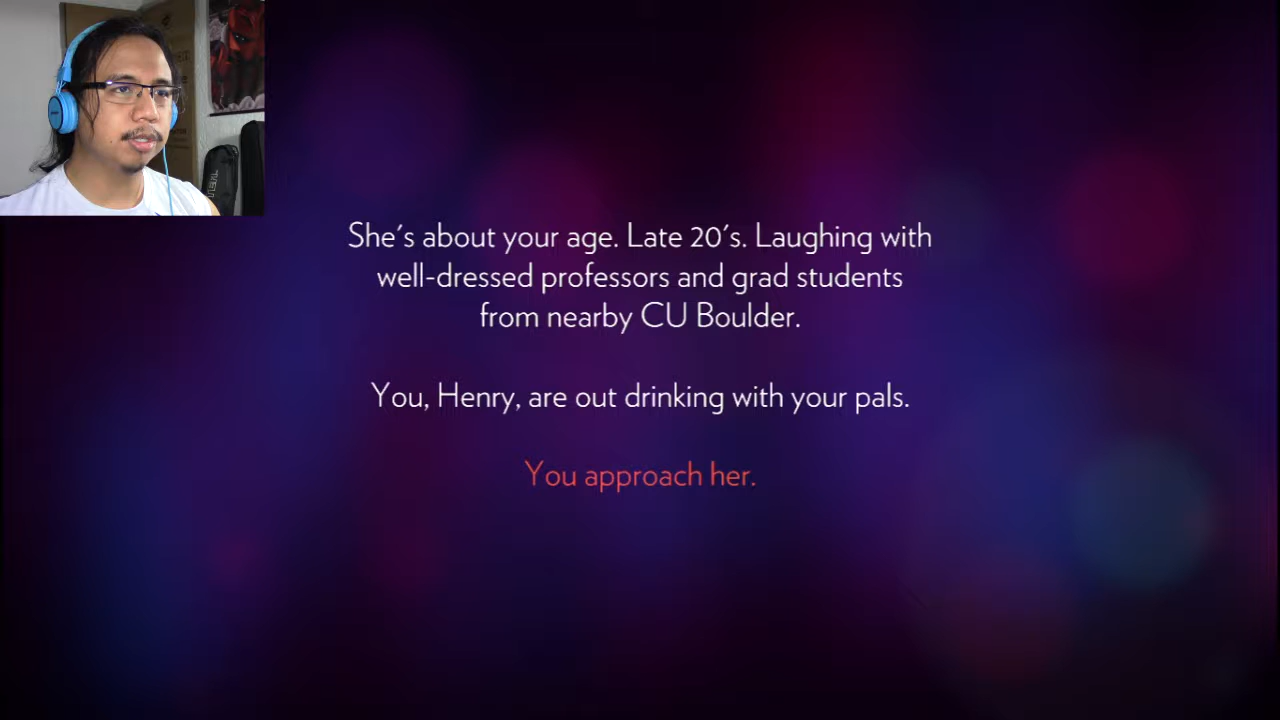 She's about your age. Late 20's. Laughing with
well-dressed professors and grad students
from nearby CU Boulder.
You, Henry, are out drinking with your pals.
You approach her.